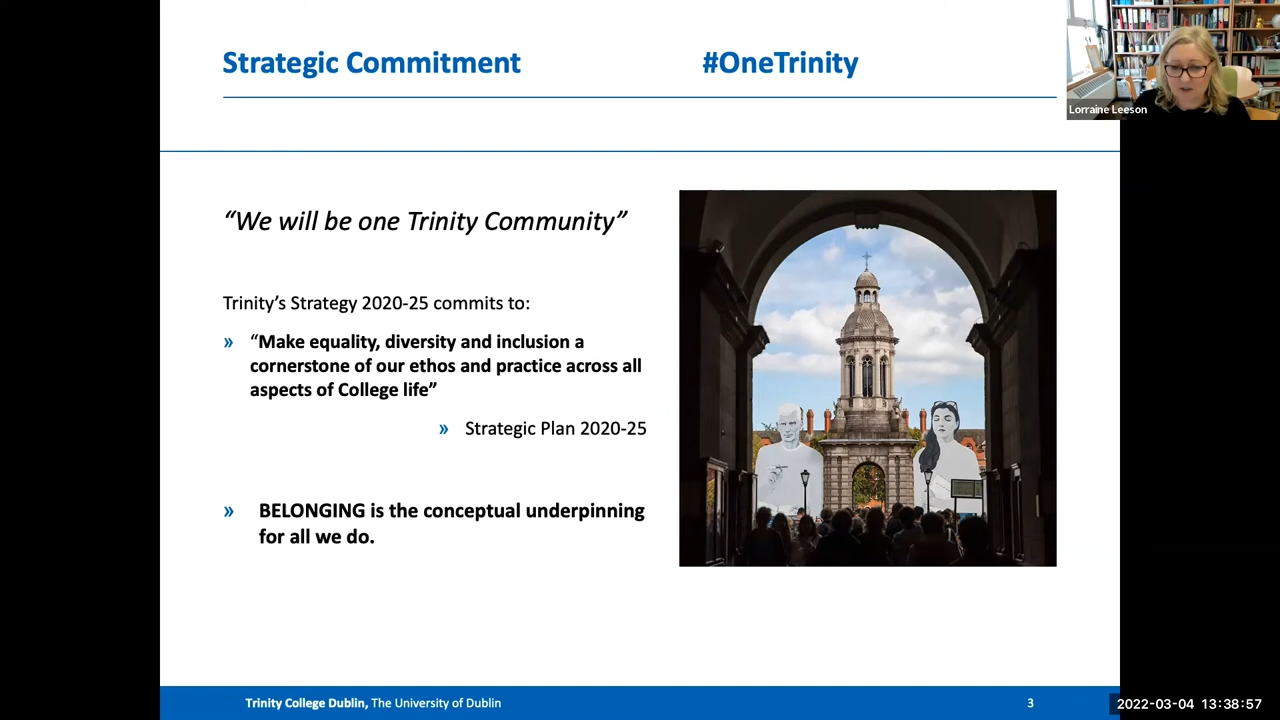 Strategic Commitment #OneTrinity
Lorraine Leeson
“We will be one Trinity Community”
Trinity’s Strategy 2020-25 commits to:
» “Make equality, diversity and inclusion a
cornerstone of our ethos and practice across all
aspects of College life”
» Strategic Plan 2020-25
» BELONGING is the conceptual underpinning
for all we do.
Trinity College Dublin, The University of Dublin
3
2022-03-04 13:38:57